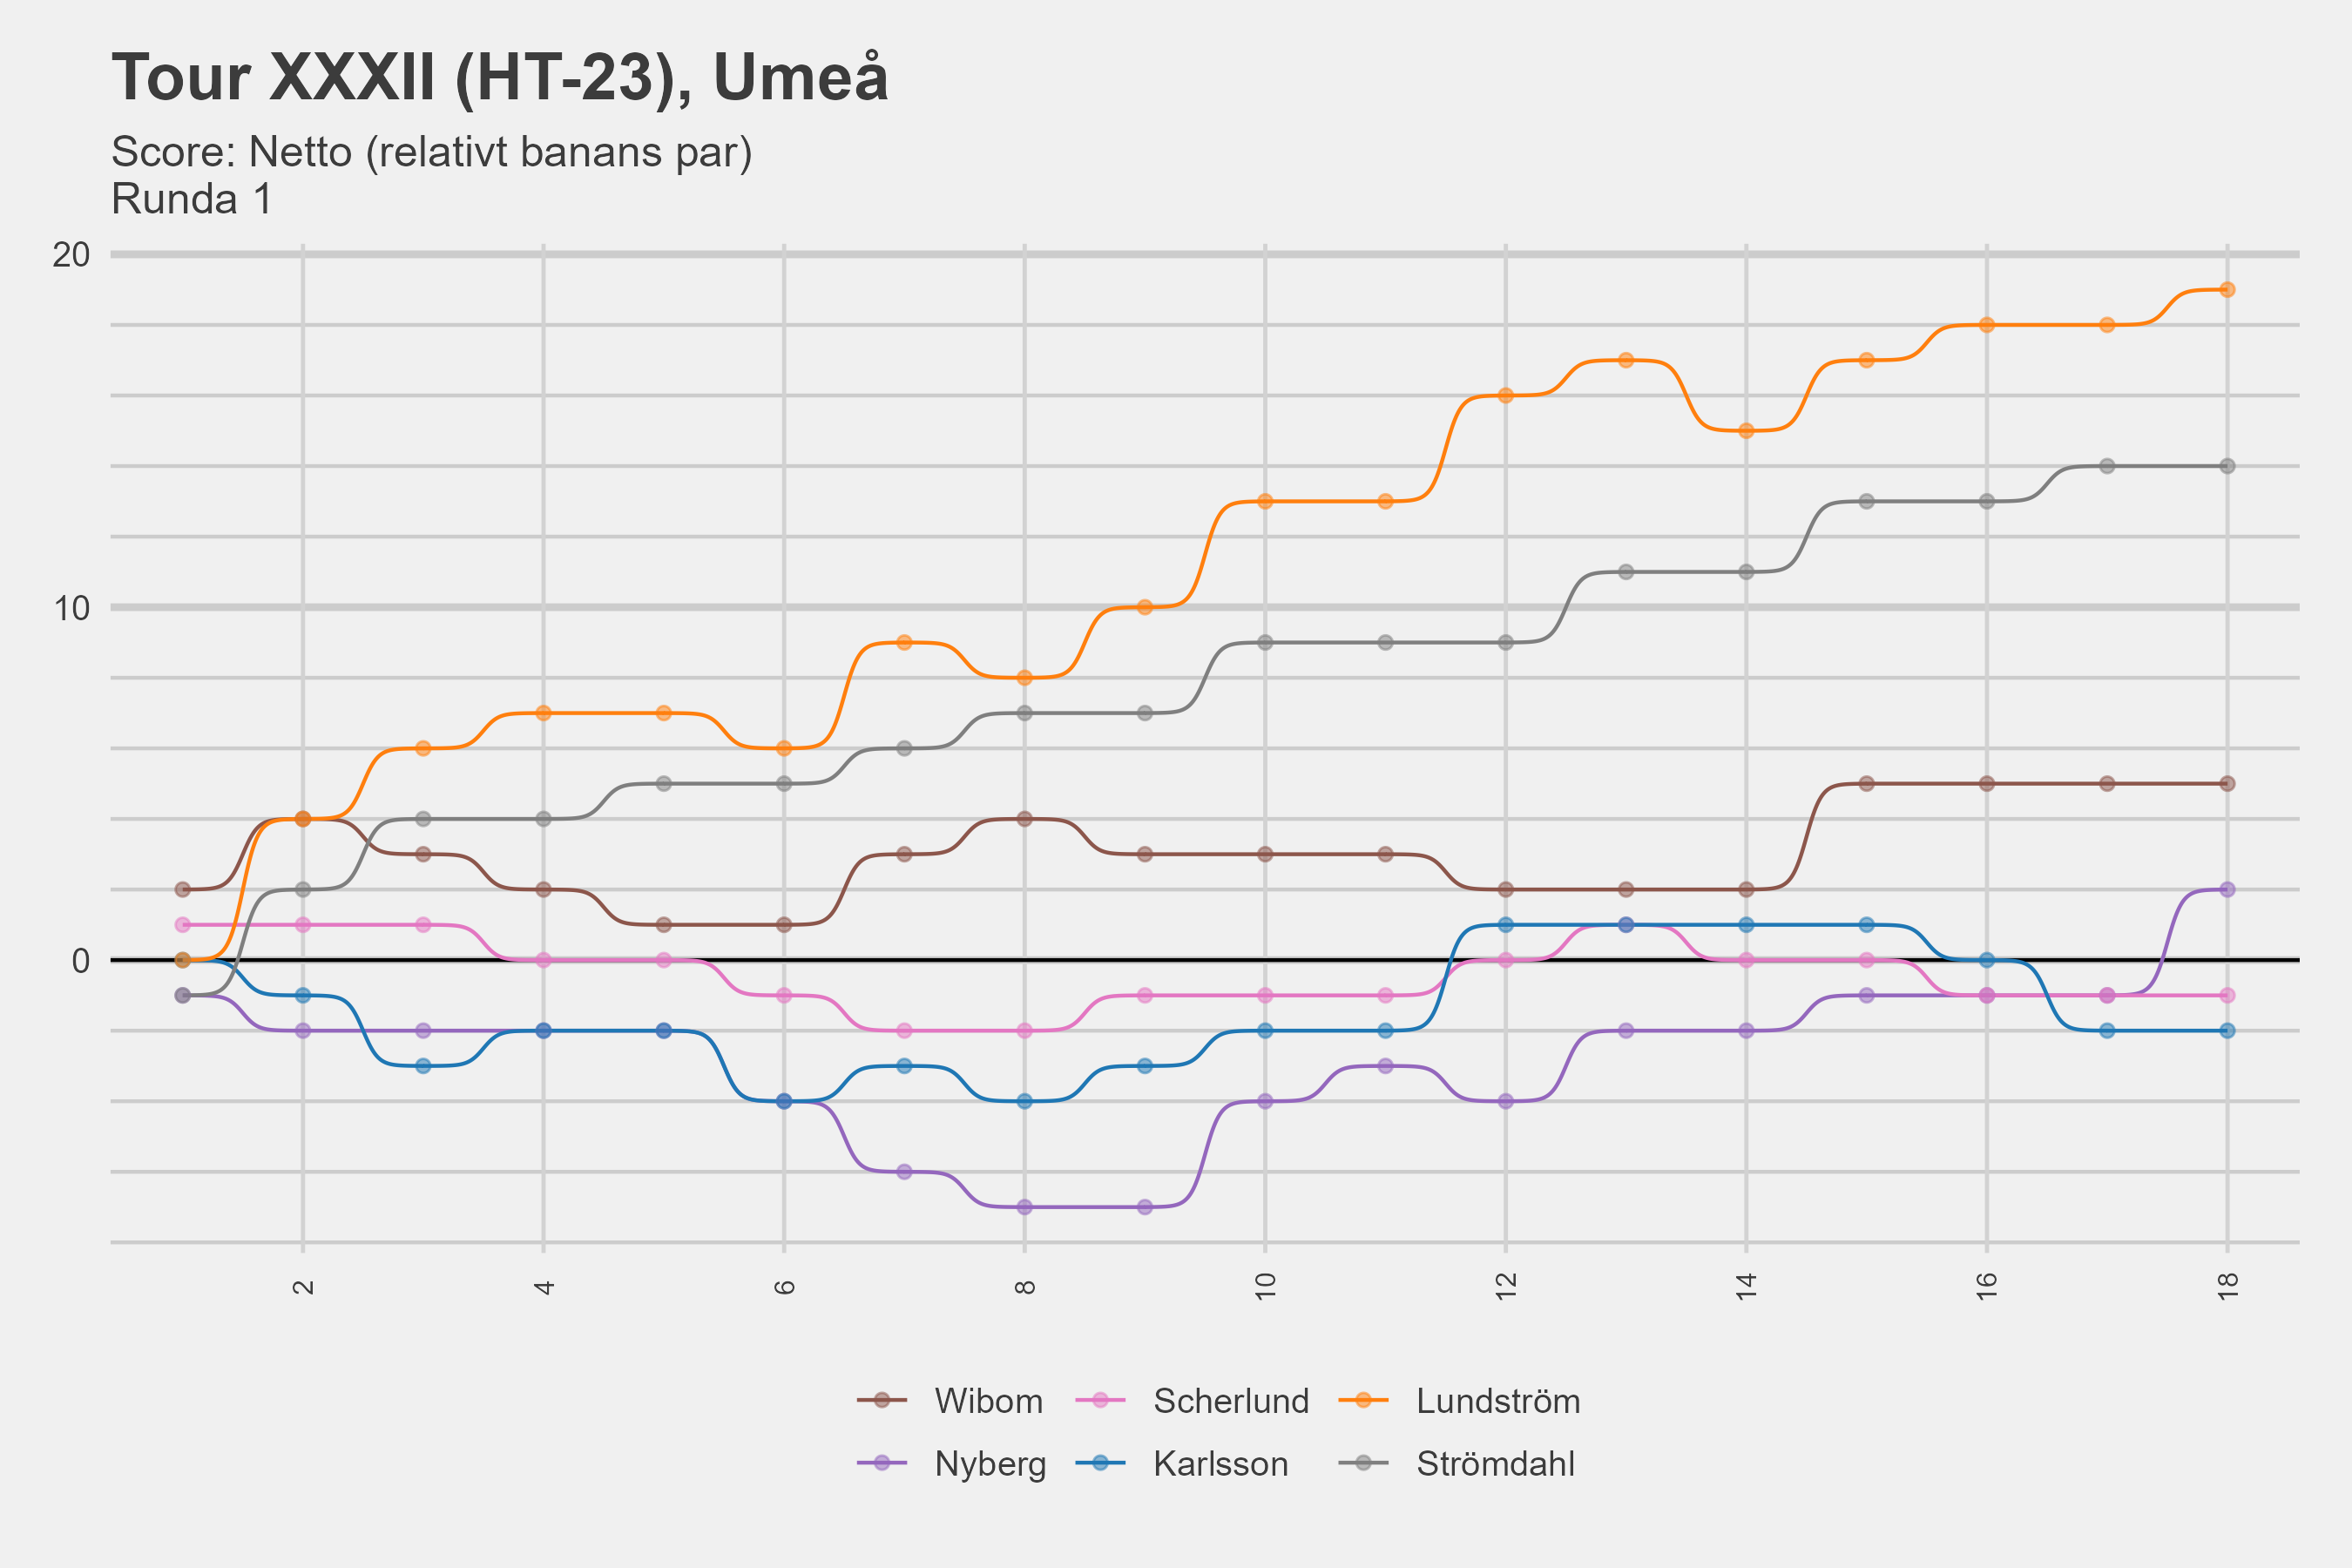 Tour XXXII (HT-23), Umeå
Score: Netto (relativt banans par)
Runda 1
20
10
0
2 4 6 8 10 12 14 16 18
Wibom Scherlund Lundström
Nyberg Karlsson Strömdahl